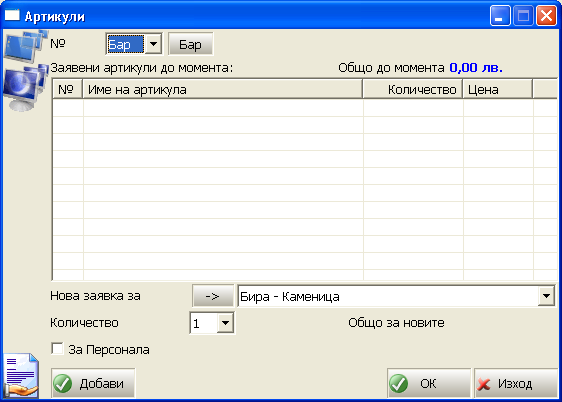 Артикули
№ Бар Бар
Заявени артикули до момента: Общо до момента 0,00 лв.
№ Име на артикула Количество Цена
Нова заявка за -> Бира - Каменица
Количество 1 Общо за новите
За Персонала
Добави ОК Изход